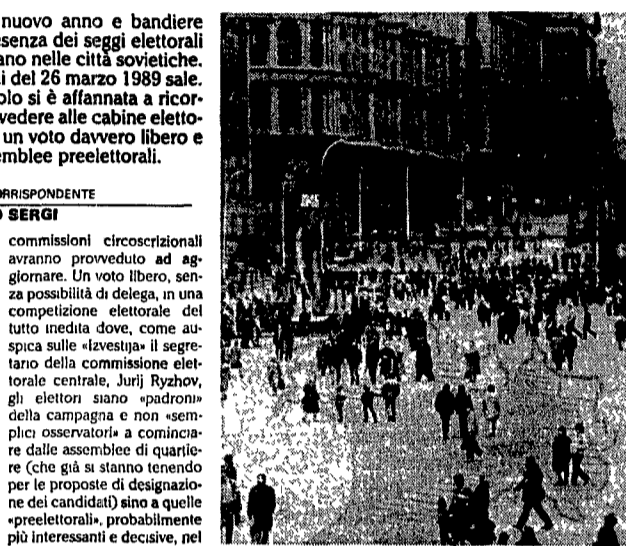 nuovo anno e bandiere
esenza dei seggi elettorali
ano nelle città sovietiche.
i del 26 marzo 1989 sale.
olo si è affannata a ricor-
vedere alle cabine eletto-
un voto davvero libero e
emblee preelettorali.
ORRISPONDENTE
SERGI
commissioni circoscrizionali
avranno provveduto ad ag-
giornare. Un voto libero, sen-
za possibilità di delega, in una
competizione elettorale del
tutto inedita dove, come au-
spica sulle «Izvestija» il segre-
tario della commissione elet-
torale centrale, Jurij Ryzhov,
gli elettori siano «padroni»
della campagna e non «sem-
plici osservatori» a comincia-
re dalle assemblee di quartie-
re (che già si stanno tenendo
per le proposte di designazio-
ne dei candidati) sino a quelle
«preelettorali», probabilmente
più interessanti e decisive, nel